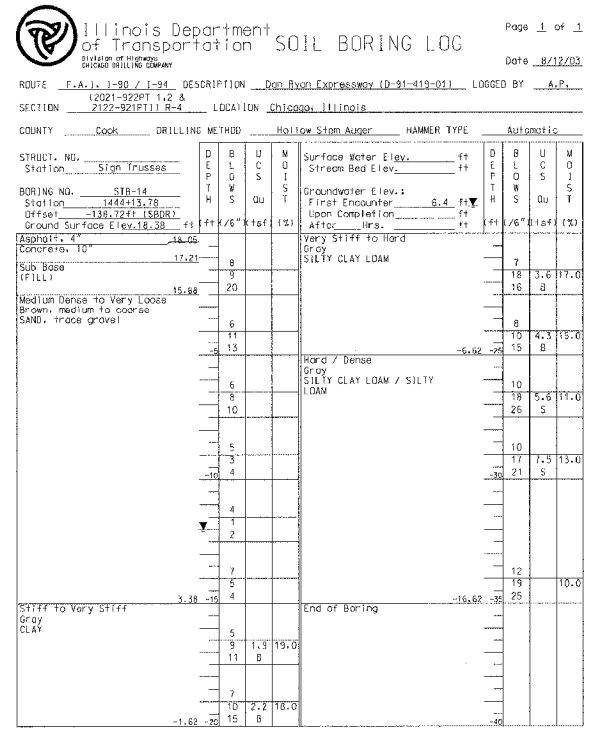 Illinois Department of Transportation
SOIL BORING LOG
Page 1 of 1
Division of Highways
CHICAGO DRILLING COMPANY
Date 8/12/03
ROUTE F.A.I. I-90 / I-94 DESCRIPTION Dan Ryan Expressway (D-91-419-01) LOGGED BY A.P.
(2021-922PT 1,2 &
SECTION 2122-921PT1) R-4 LOCATION Chicago, Illinois
COUNTY Cook DRILLING METHOD Hollow Stem Auger HAMMER TYPE Automatic
STRUCT. NO.
Station Sign Trusses
BORING NO. STB-14
Station 1444+13.78
Offset -138.72ft (SBDR)
Ground Surface Elev. 18.38 ft
DEPTH (ft) BLOWS (/6") UCS Qu (tsf) MOIST (%)
Surface Water Elev. ft
Stream Bed Elev. ft
Groundwater Elev.:
First Encounter 6.4 ft ▼
Upon Completion ft
After Hrs. ft
DEPTH (ft) BLOWS (/6") UCS Qu (tsf) MOIST (%)
Asphalt, 4" 18.05
Concrete, 10"
17.21
8
Sub Base 9
(FILL) 20
15.88
Medium Dense to Very Loose
Brown, medium to coarse
SAND, trace gravel
6
11
-5 13
6
8
10
5
3
-10 4
4
1
▼ 2
7
5
3.38 -15 4
Stiff to Very Stiff
Gray
CLAY
5
9 1.9 19.0
11 B
7
10 2.2 18.0
-1.62 -20 15 B
Very Stiff to Hard
Gray
SILTY CLAY LOAM
7
18 3.6 17.0
16 B
8
10 4.3 15.0
-6.62 -25 15 B
Hard / Dense
Gray
SILTY CLAY LOAM / SILTY
LOAM
10
18 5.6 11.0
26 S
10
17 7.5 13.0
-30 21 S
12
19 10.0
-16.62 -35 25
End of Boring
-40